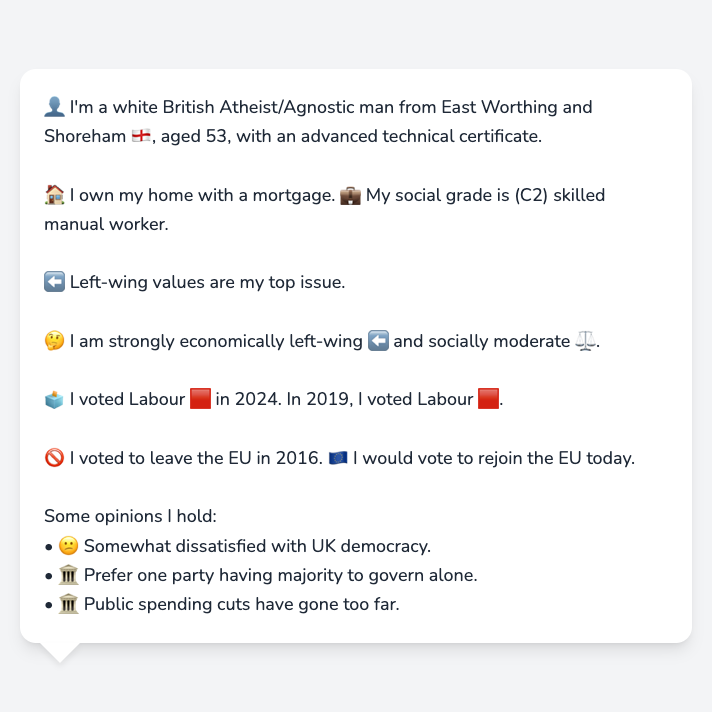 👤 I'm a white British Atheist/Agnostic man from East Worthing and
Shoreham 🏴󠁧󠁢󠁥󠁮󠁧󠁿, aged 53, with an advanced technical certificate.
🏠 I own my home with a mortgage. 💼 My social grade is (C2) skilled
manual worker.
⬅️ Left-wing values are my top issue.
🤔 I am strongly economically left-wing ⬅️ and socially moderate ⚖️.
🗳️ I voted Labour 🟥 in 2024. In 2019, I voted Labour 🟥.
🚫 I voted to leave the EU in 2016. 🇪🇺 I would vote to rejoin the EU today.
Some opinions I hold:
• 😕 Somewhat dissatisfied with UK democracy.
• 🏛️ Prefer one party having majority to govern alone.
• 🏛️ Public spending cuts have gone too far.